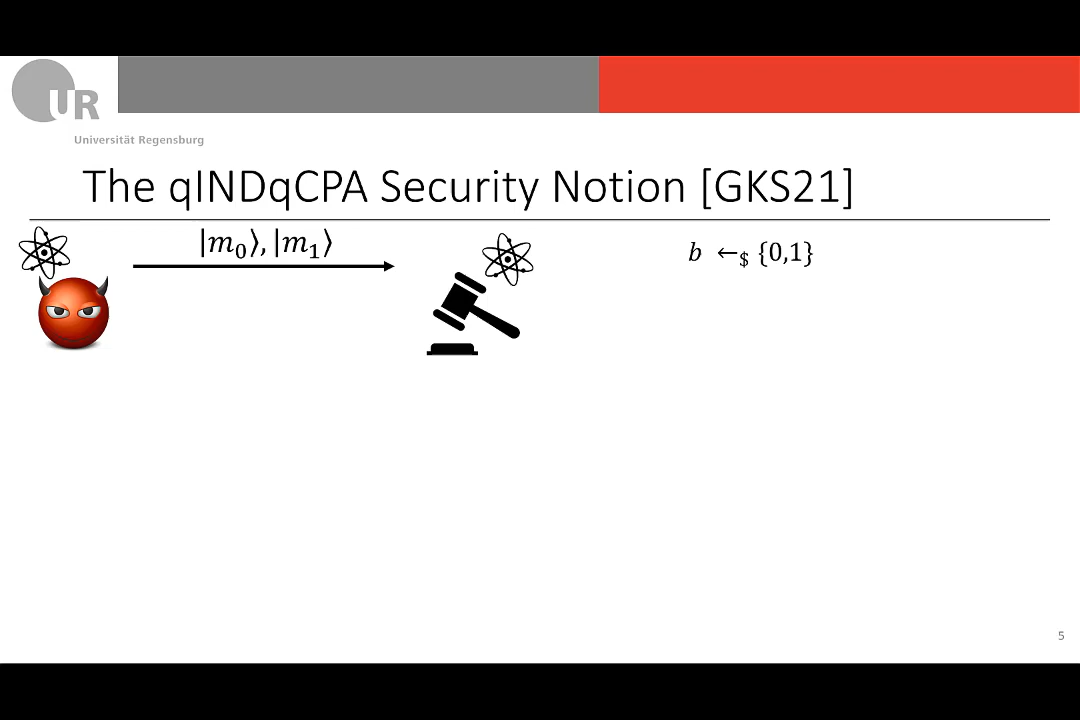 UR
Universität Regensburg
The qINDqCPA Security Notion [GKS21]
|m₀⟩, |m₁⟩
b ←$ {0,1}
5